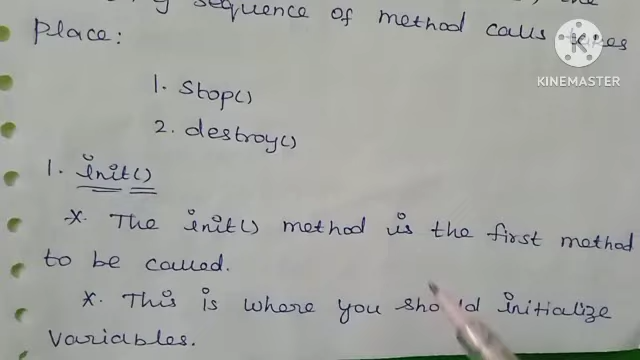 sequence of method calls takes
place:
KINEMASTER
1. stop()
2. destroy()
1. init()
*. The init() method is the first method
to be called.
*. This is where you should initialize
variables.